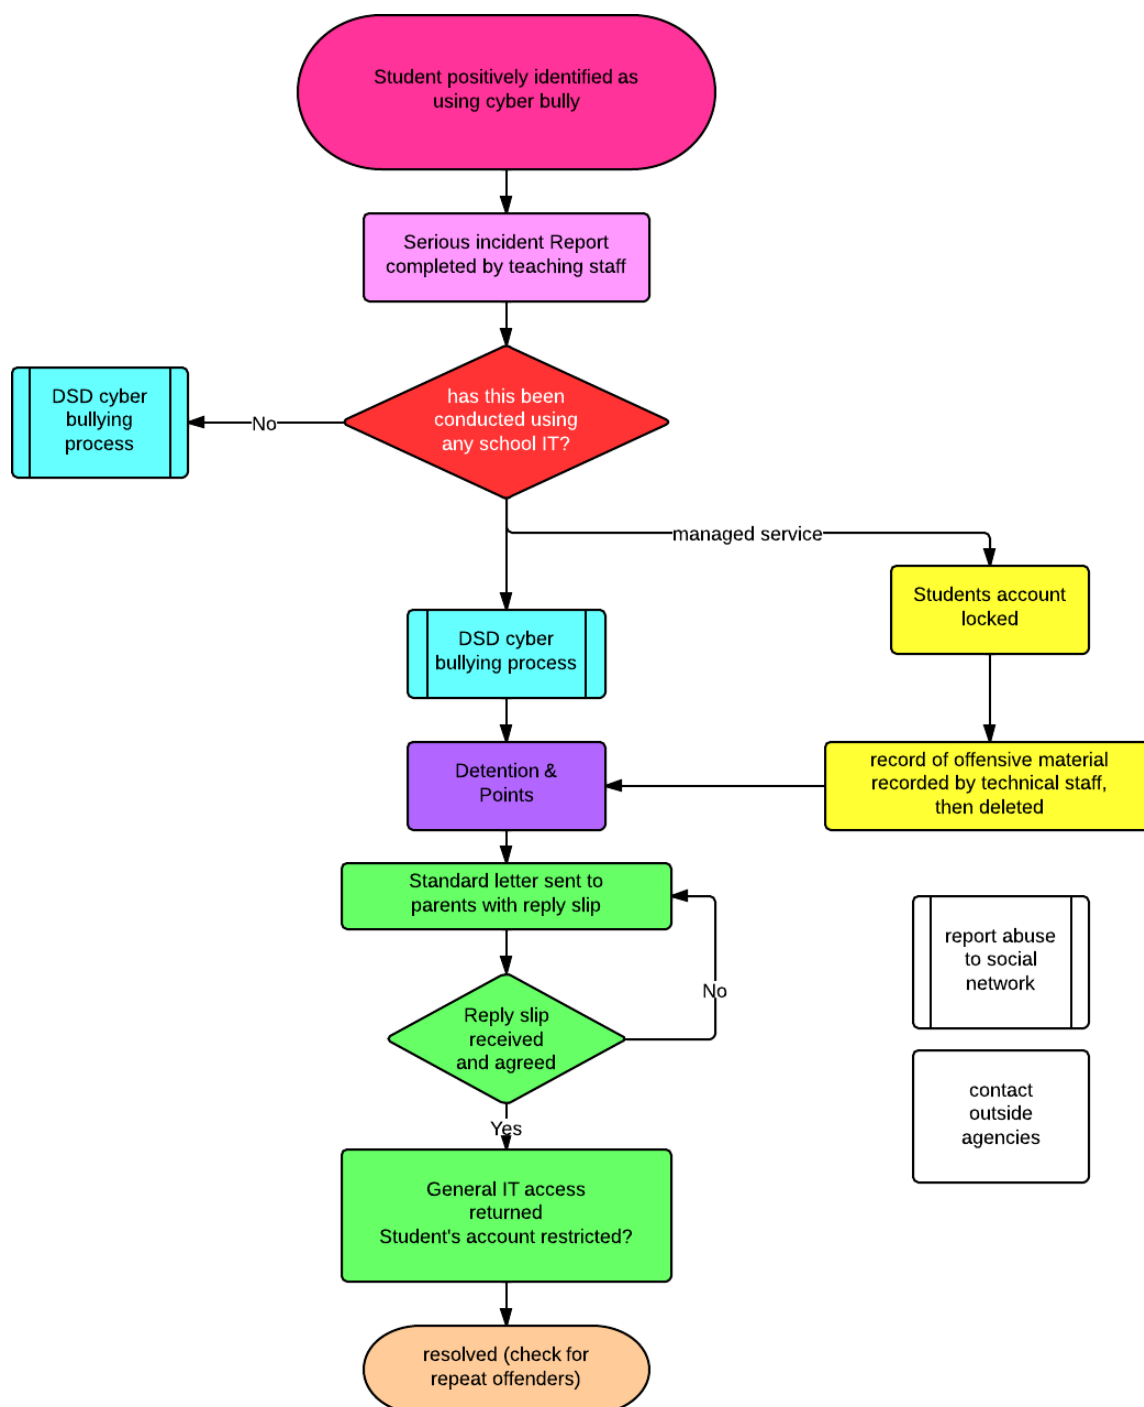 Student positively identified as
using cyber bully
Serious incident Report
completed by teaching staff
has this been
conducted using
any school IT?
No
DSD cyber
bullying
process
managed service
Students account
locked
DSD cyber
bullying process
record of offensive material
recorded by technical staff,
then deleted
Detention &
Points
Standard letter sent to
parents with reply slip
No
Reply slip
received
and agreed
Yes
General IT access
returned
Student's account restricted?
resolved (check for
repeat offenders)
report abuse
to social
network
contact
outside
agencies